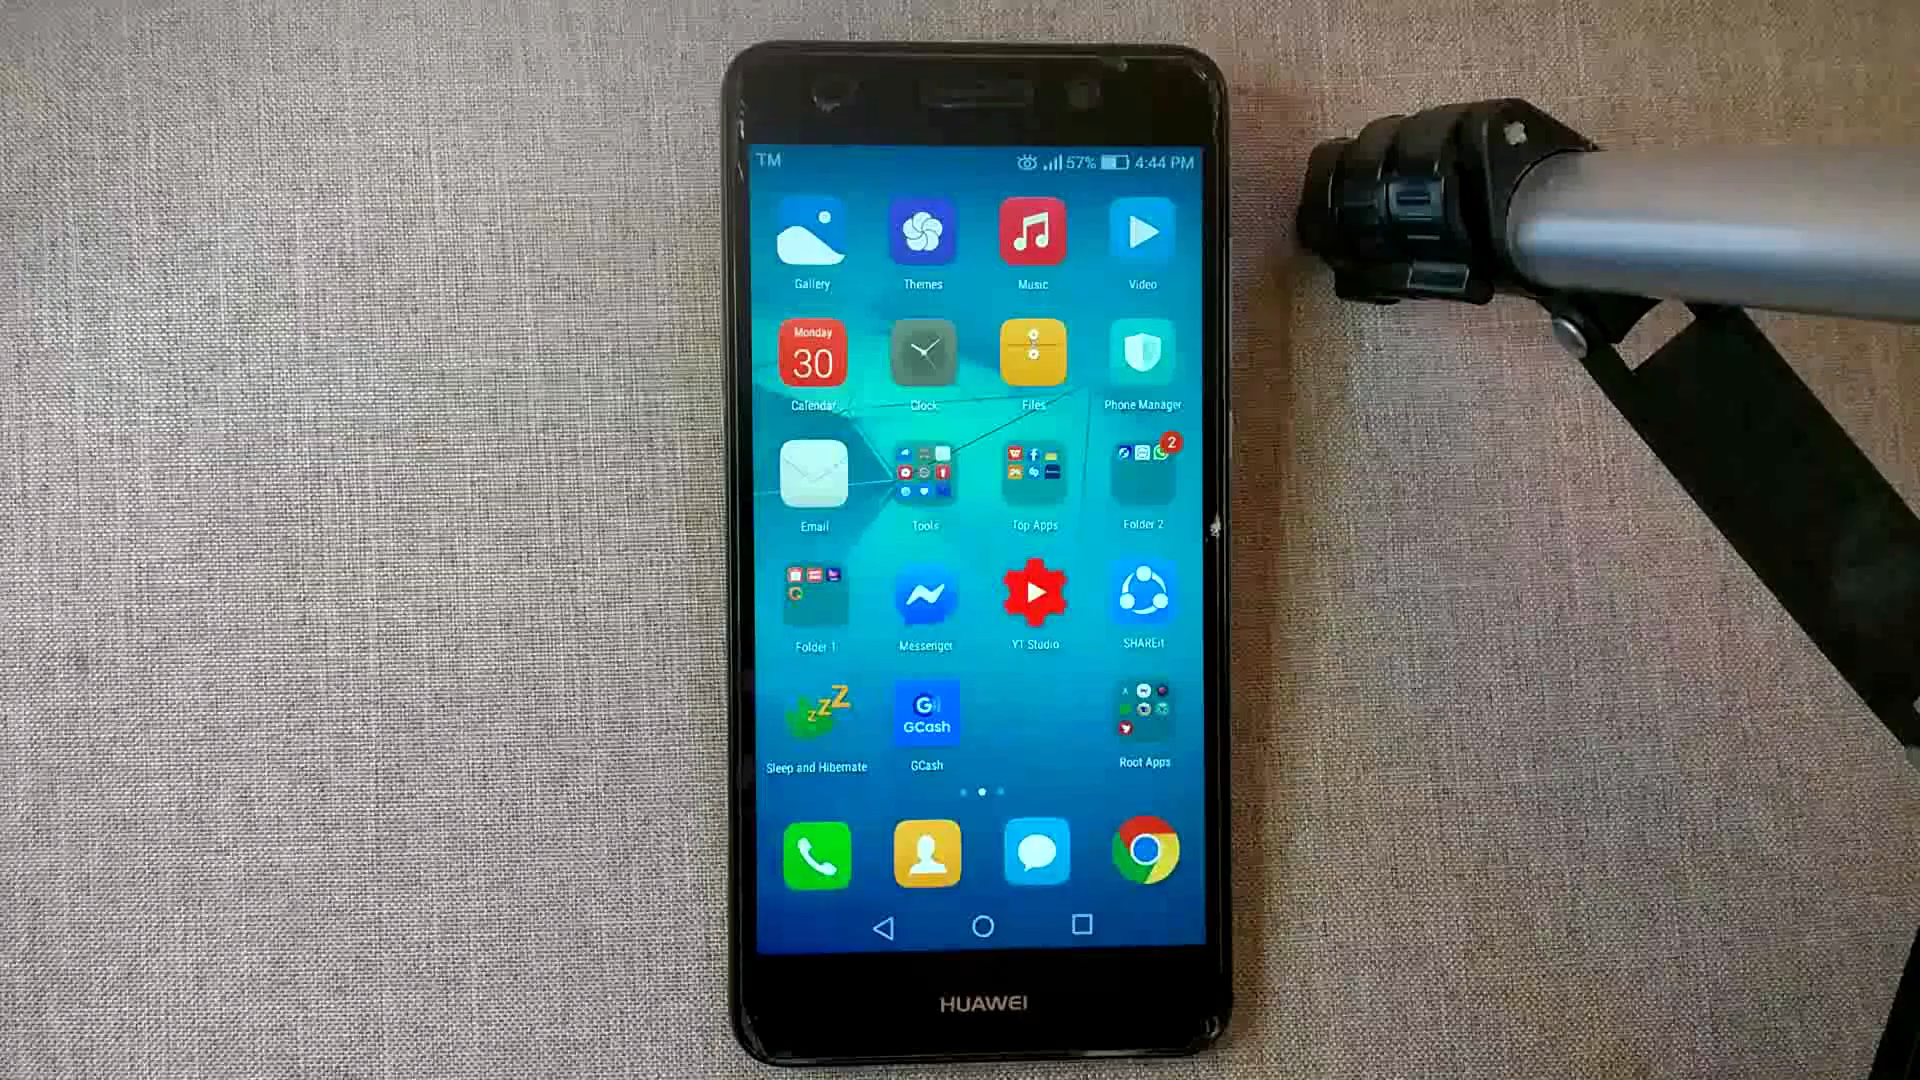 TM 57% 4:44 PM
Gallery Themes Music Video
Monday
30
Calendar Clock Files Phone Manager
2
Email Tools Top Apps Folder 2
Folder 1 Messenger YT Studio SHAREit
zzZ
G
GCash
Sleep and Hibernate GCash Root Apps
HUAWEI